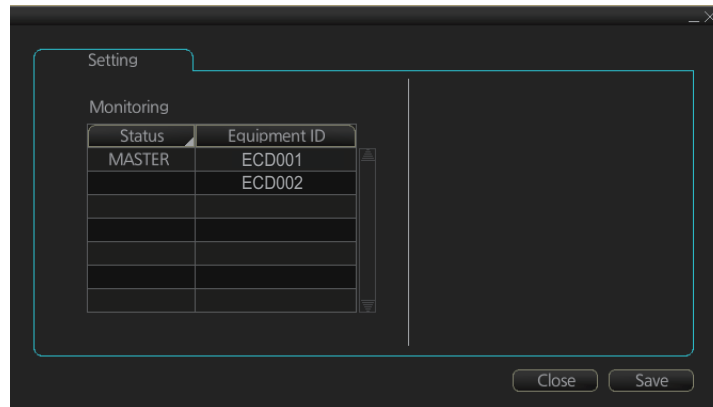 Setting
Monitoring
Status Equipment ID
MASTER ECD001
ECD002
Close Save